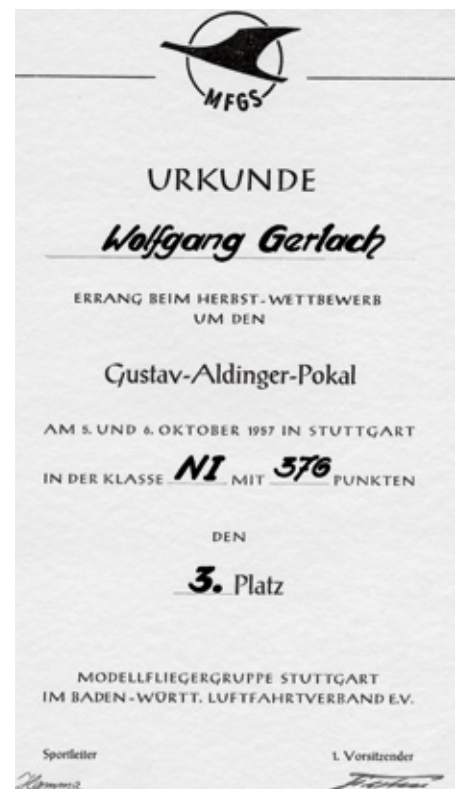 MFGS
URKUNDE
Wolfgang Gerlach
ERRANG BEIM HERBST-WETTBEWERB
UM DEN
Gustav-Aldinger-Pokal
AM 5. UND 6. OKTOBER 1957 IN STUTTGART
IN DER KLASSE NI MIT 376 PUNKTEN
DEN
3. Platz
MODELLFLIEGERGRUPPE STUTTGART
IM BADEN-WÜRTT. LUFTFAHRTVERBAND E.V.
Sportleiter 1. Vorsitzender